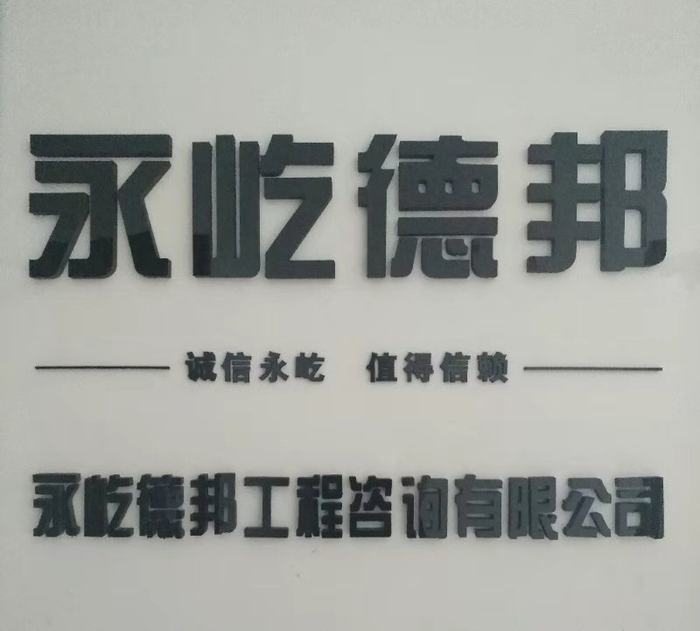 永屹德邦
诚信永屹 值得信赖
永屹德邦工程咨询有限公司